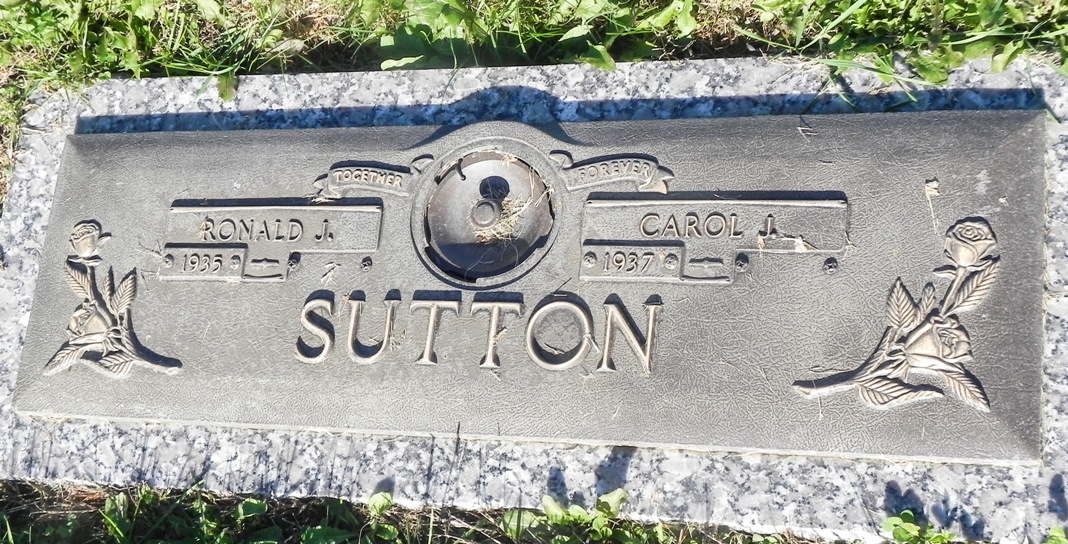 TOGETHER FOREVER
RONALD J. CAROL J.
1935 – 1937 –
SUTTON